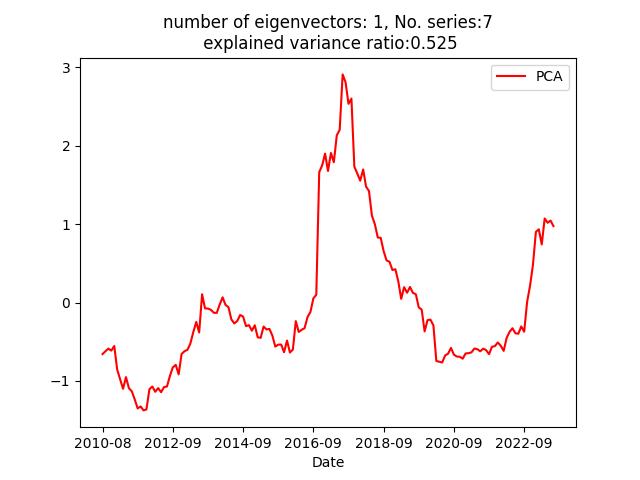 number of eigenvectors: 1, No. series:7
explained variance ratio:0.525
PCA
3
2
1
0
−1
2010-08 2012-09 2014-09 2016-09 2018-09 2020-09 2022-09
Date